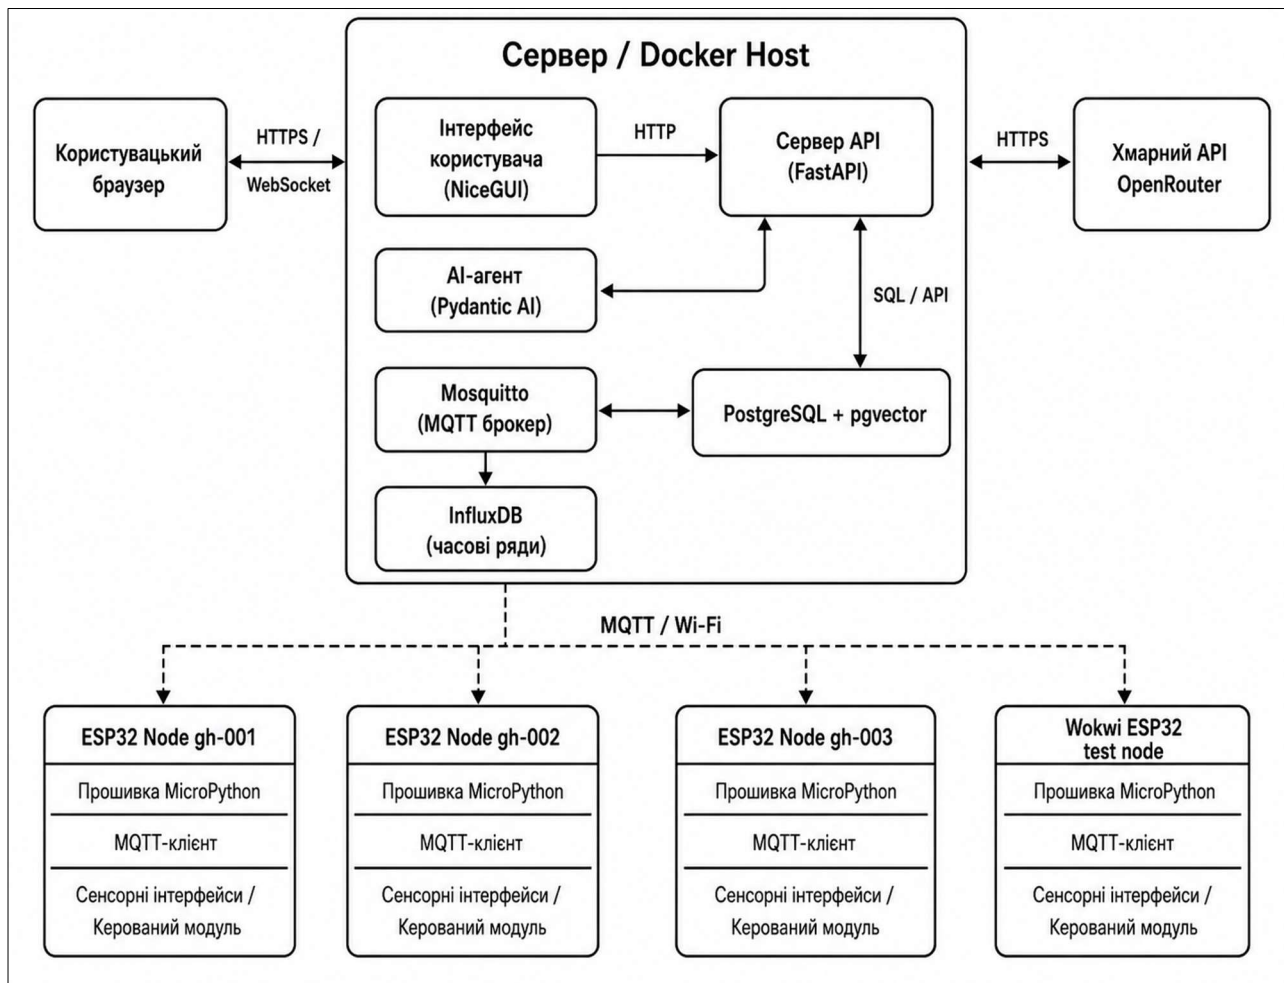 Сервер / Docker Host
Користувацький
браузер
HTTPS /
WebSocket
Інтерфейс
користувача
(NiceGUI)
HTTP
Сервер API
(FastAPI)
HTTPS
Хмарний API
OpenRouter
AI-агент
(Pydantic AI)
SQL / API
Mosquitto
(MQTT брокер)
PostgreSQL + pgvector
InfluxDB
(часові ряди)
MQTT / Wi-Fi
ESP32 Node gh-001
Прошивка MicroPython
MQTT-клієнт
Сенсорні інтерфейси /
Керований модуль
ESP32 Node gh-002
Прошивка MicroPython
MQTT-клієнт
Сенсорні інтерфейси /
Керований модуль
ESP32 Node gh-003
Прошивка MicroPython
MQTT-клієнт
Сенсорні інтерфейси /
Керований модуль
Wokwi ESP32
test node
Прошивка MicroPython
MQTT-клієнт
Сенсорні інтерфейси /
Керований модуль